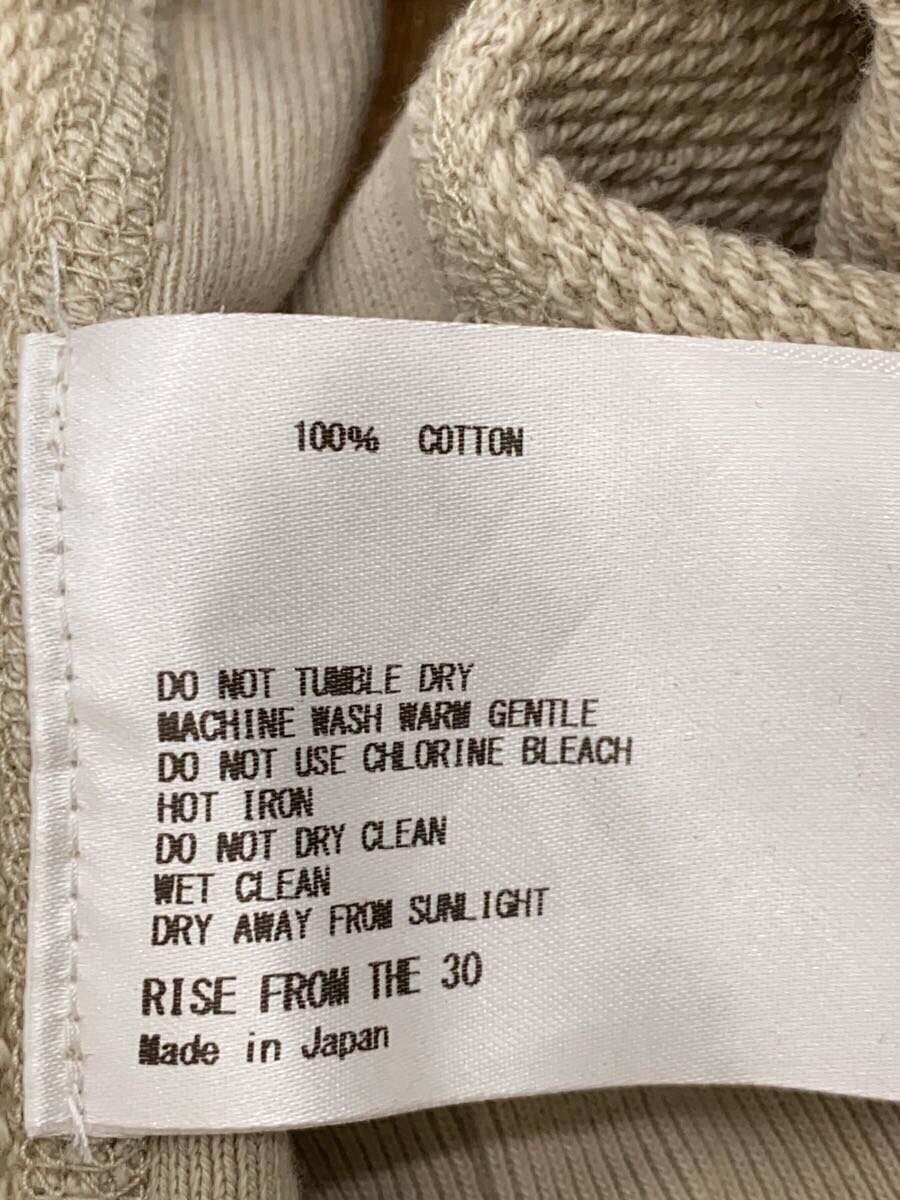 100% COTTON
DO NOT TUMBLE DRY
MACHINE WASH WARM GENTLE
DO NOT USE CHLORINE BLEACH
HOT IRON
DO NOT DRY CLEAN
WET CLEAN
DRY AWAY FROM SUNLIGHT
RISE FROM THE 30
Made in Japan